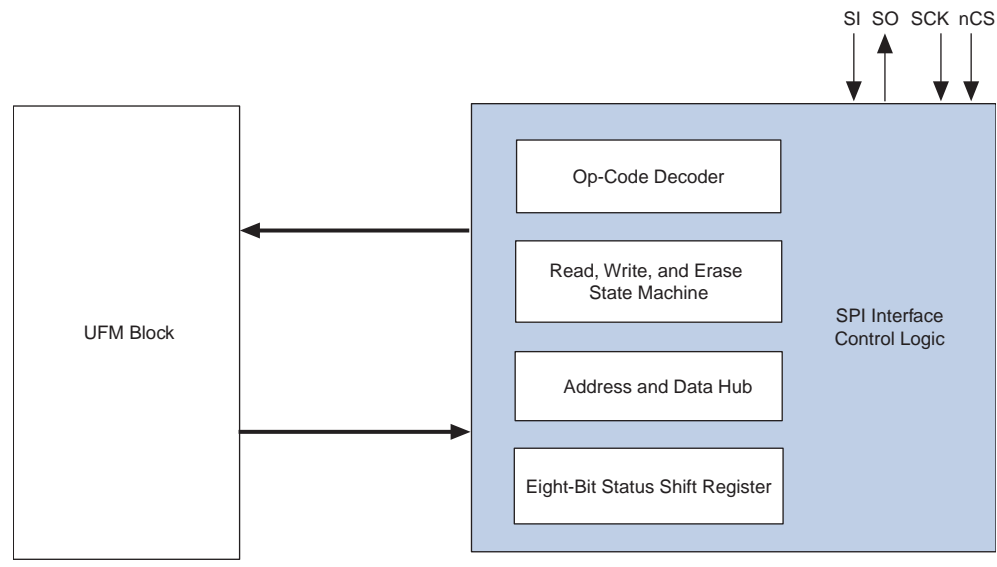 SI SO SCK nCS
Op-Code Decoder
Read, Write, and Erase
State Machine
UFM Block
SPI Interface
Control Logic
Address and Data Hub
Eight-Bit Status Shift Register